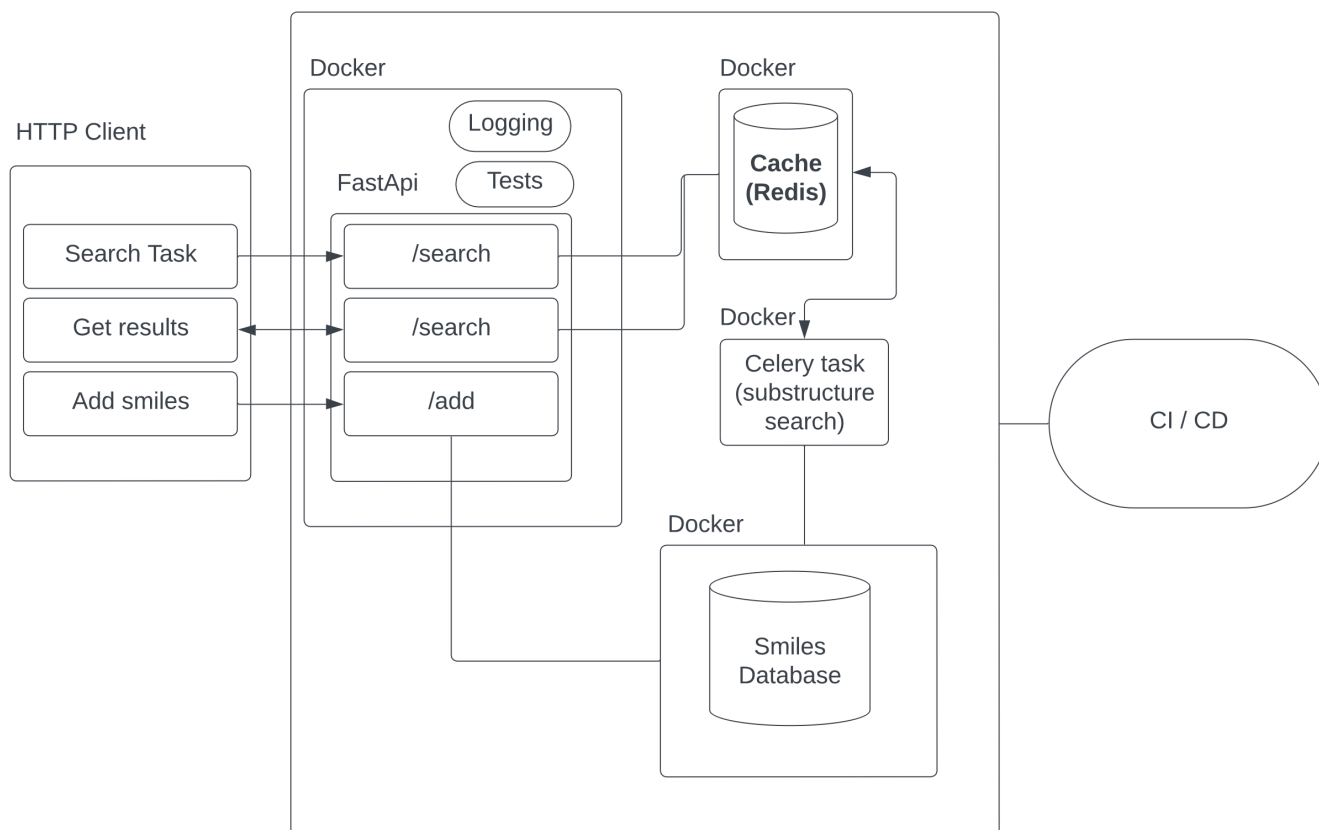 HTTP Client
Search Task
Get results
Add smiles
Docker
Logging
Tests
FastApi
/search
/search
/add
Docker
Cache
(Redis)
Docker
Celery task
(substructure
search)
Docker
Smiles
Database
CI / CD